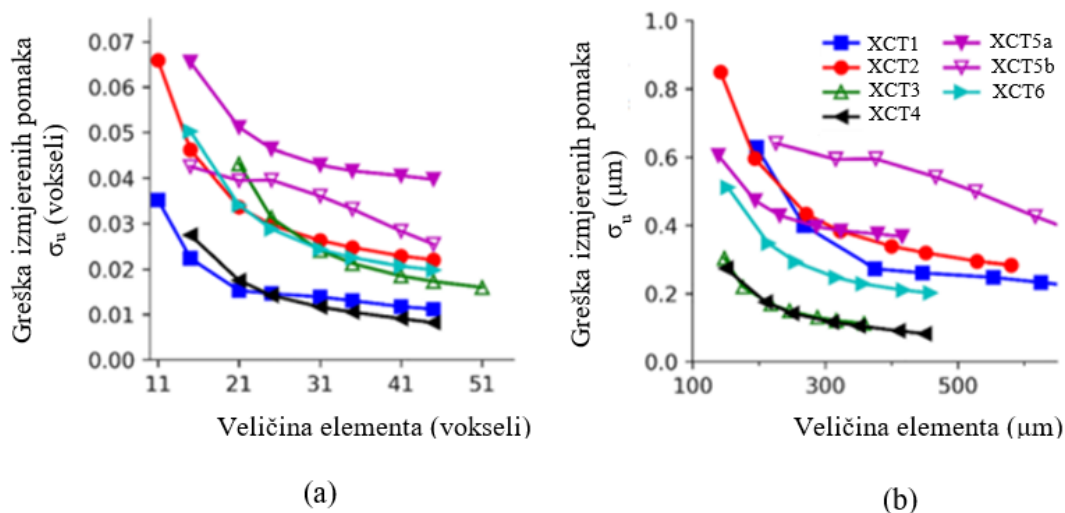 0.07
0.06
0.05
0.04
0.03
0.02
0.01
0.00
11 21 31 41 51
Greška izmjerenih pomaka
σu (vokseli)
Veličina elementa (vokseli)
(a)
1.0
0.8
0.6
0.4
0.2
0.0
100 300 500
Greška izmjerenih pomaka
σu (μm)
XCT1
XCT2
XCT3
XCT4
XCT5a
XCT5b
XCT6
Veličina elementa (μm)
(b)